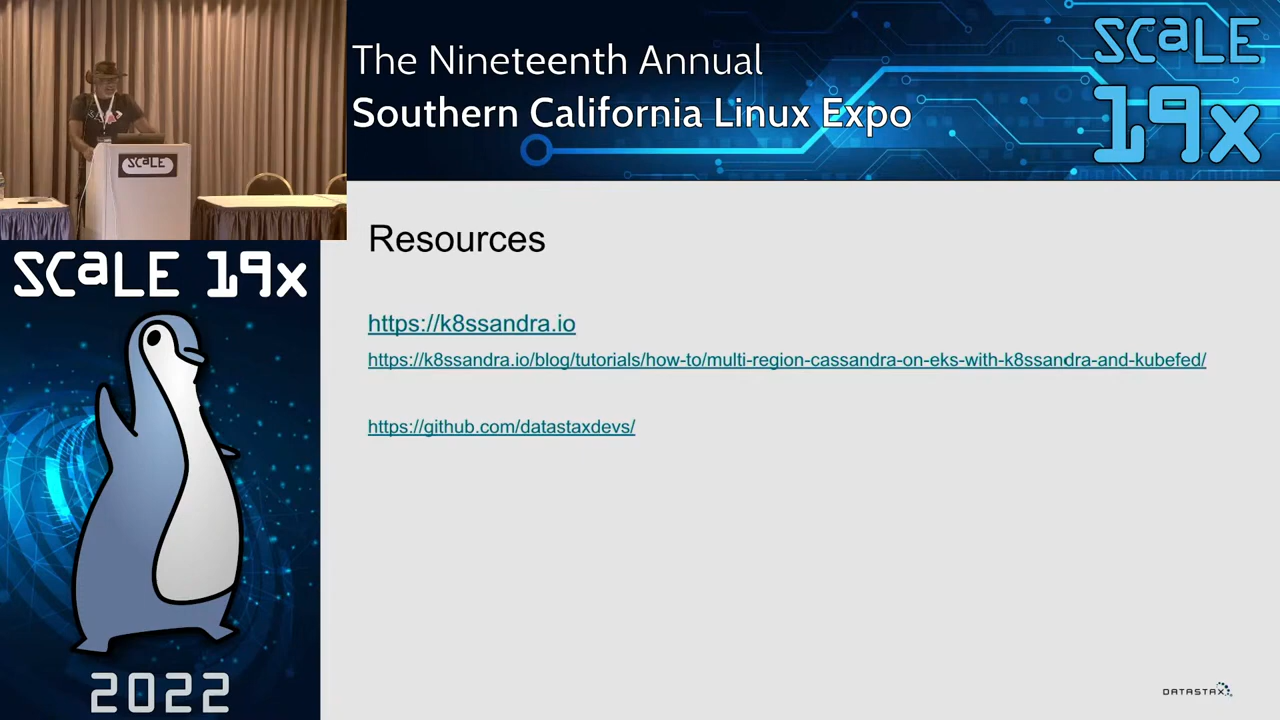 The Nineteenth Annual
Southern California Linux Expo
SCaLE
19x
SCALE
SCaLE 19x
2022
Resources
https://k8ssandra.io
https://k8ssandra.io/blog/tutorials/how-to/multi-region-cassandra-on-eks-with-k8ssandra-and-kubefed/
https://github.com/datastaxdevs/
DATASTAX